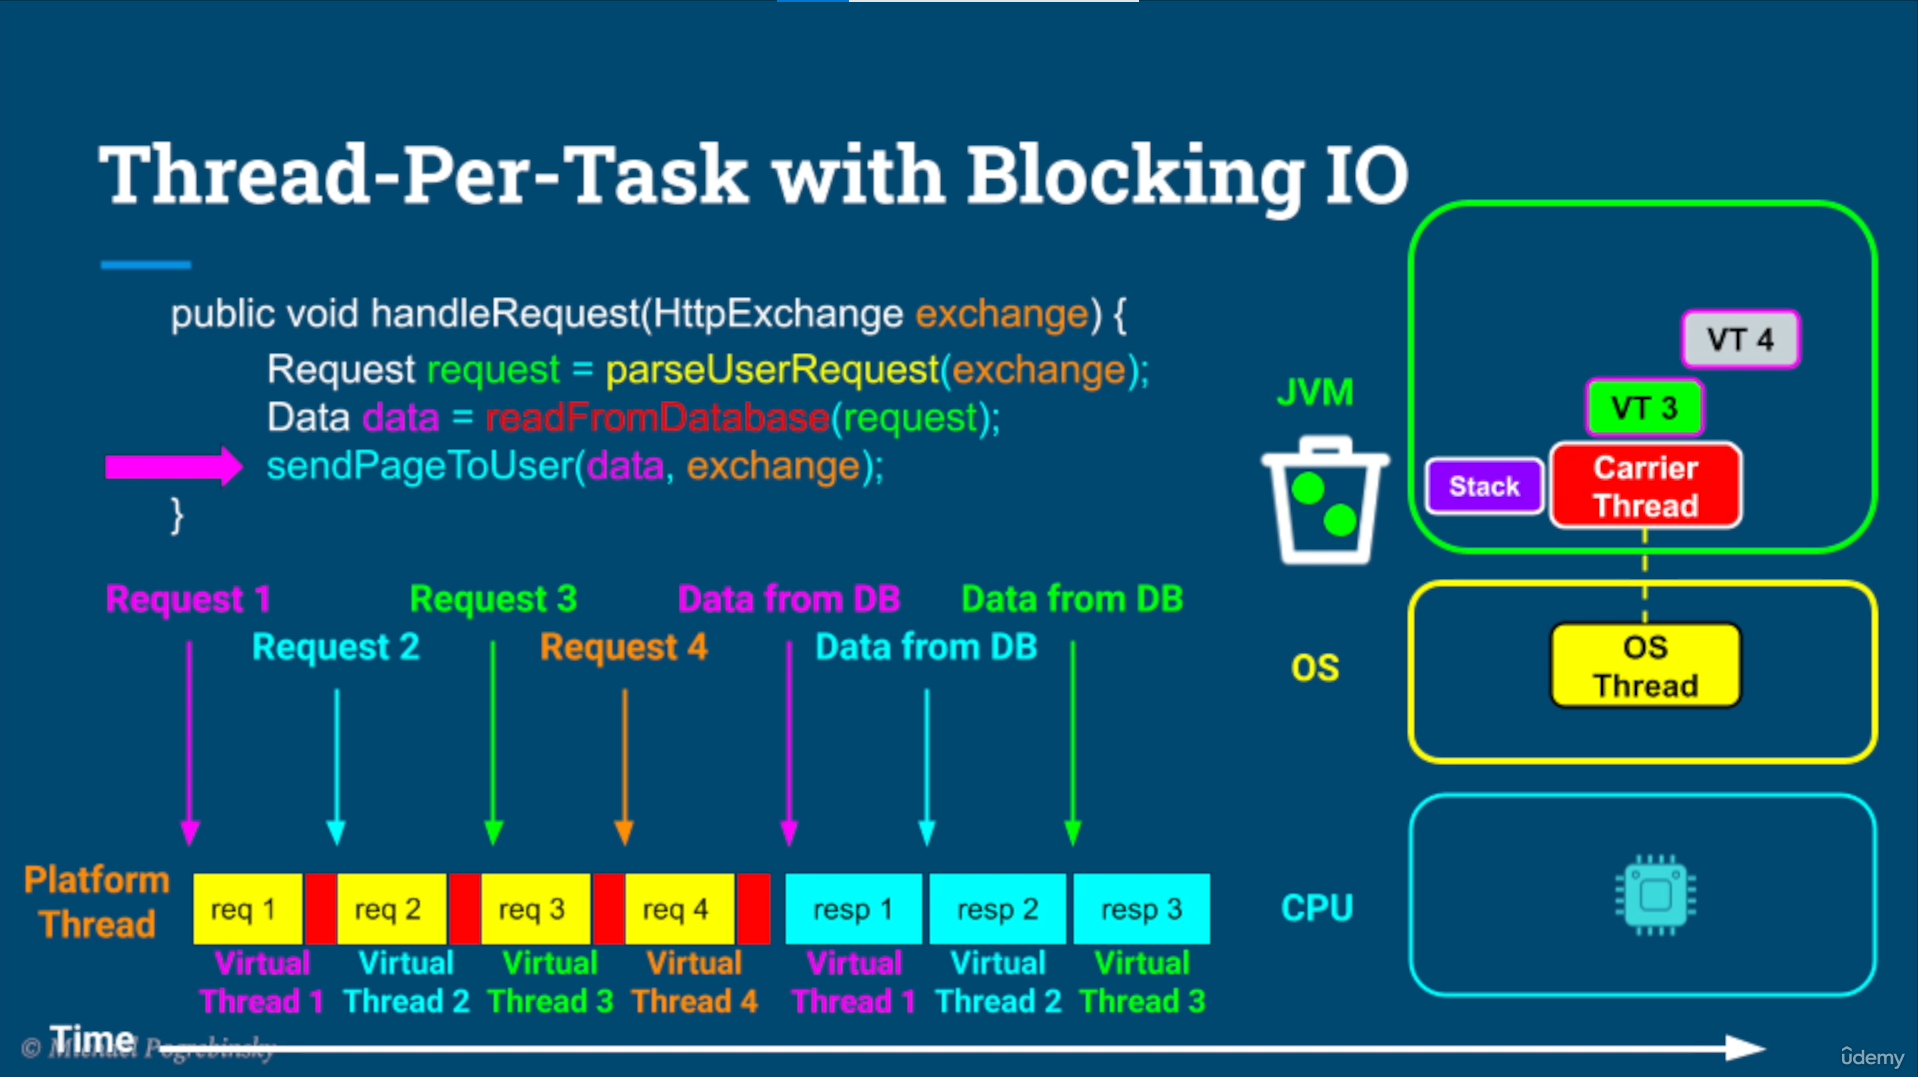 Thread-Per-Task with Blocking IO
public void handleRequest(HttpExchange exchange) {
Request request = parseUserRequest(exchange);
Data data = readFromDatabase(request);
sendPageToUser(data, exchange);
}
Request 1
Request 3
Data from DB
Data from DB
Request 2
Request 4
Data from DB
Platform
Thread
req 1
req 2
req 3
req 4
resp 1
resp 2
resp 3
Virtual
Thread 1
Virtual
Thread 2
Virtual
Thread 3
Virtual
Thread 4
Virtual
Thread 1
Virtual
Thread 2
Virtual
Thread 3
Time
© Michael Pogrebinsky
JVM
VT 4
VT 3
Stack
Carrier
Thread
OS
OS
Thread
CPU
ûdemy